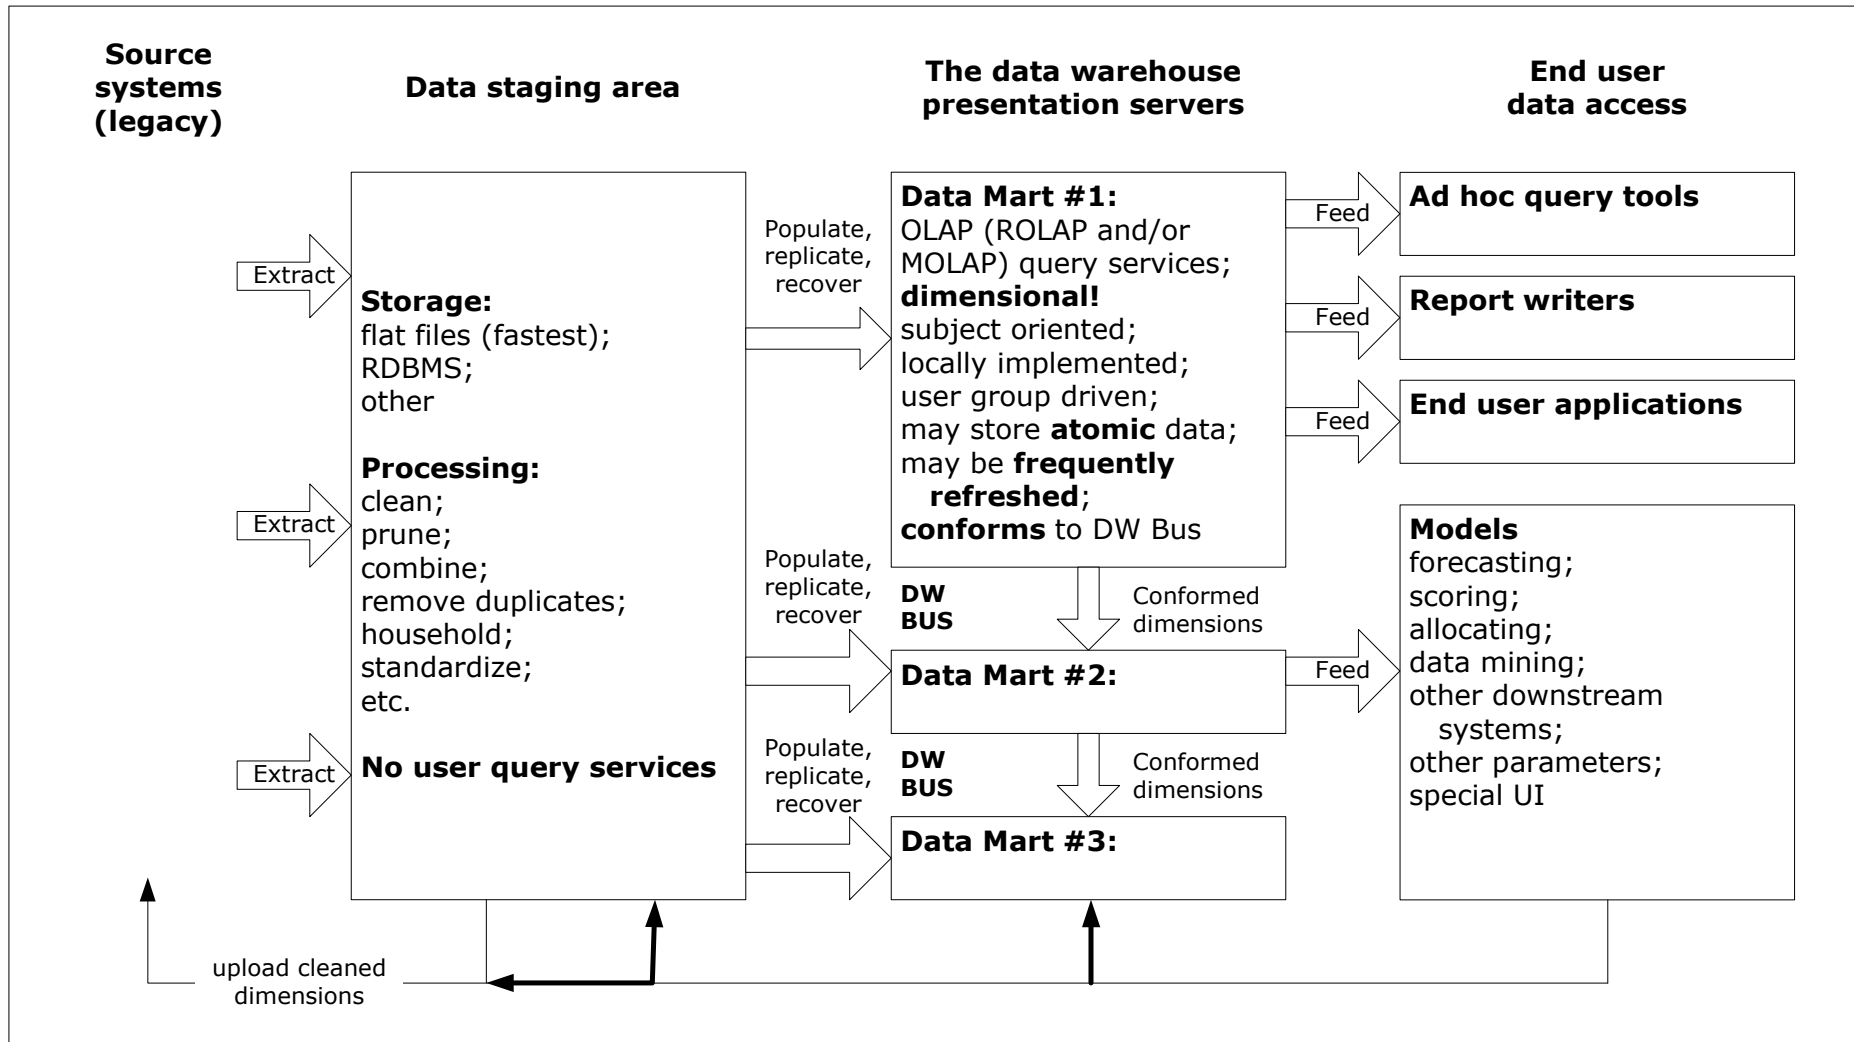 Source
systems
(legacy)
Data staging area
The data warehouse
presentation servers
End user
data access
Extract
Extract
Extract
Storage:
flat files (fastest);
RDBMS;
other
Processing:
clean;
prune;
combine;
remove duplicates;
household;
standardize;
etc.
No user query services
Populate,
replicate,
recover
Populate,
replicate,
recover
Populate,
replicate,
recover
Data Mart #1:
OLAP (ROLAP and/or
MOLAP) query services;
dimensional!
subject oriented;
locally implemented;
user group driven;
may store atomic data;
may be frequently
refreshed;
conforms to DW Bus
DW
BUS
Conformed
dimensions
Data Mart #2:
DW
BUS
Conformed
dimensions
Data Mart #3:
Feed
Feed
Feed
Feed
Ad hoc query tools
Report writers
End user applications
Models
forecasting;
scoring;
allocating;
data mining;
other downstream
systems;
other parameters;
special UI
upload cleaned
dimensions